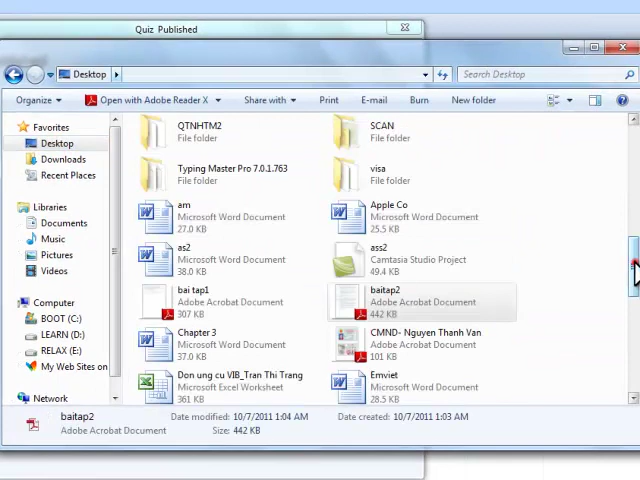 Quiz Published
Desktop
Search Desktop
Organize
Open with Adobe Reader X
Share with
Print
E-mail
Burn
New folder
Favorites
Desktop
Downloads
Recent Places
Libraries
Documents
Music
Pictures
Videos
Computer
BOOT (C:)
LEARN (D:)
RELAX (E:)
My Web Sites on
Network
QTNHTM2
File folder
SCAN
File folder
Typing Master Pro 7.0.1.763
File folder
visa
File folder
am
Microsoft Word Document
27.0 KB
Apple Co
Microsoft Word Document
25.5 KB
as2
Microsoft Word Document
38.0 KB
ass2
Camtasia Studio Project
49.4 KB
bai tap1
Adobe Acrobat Document
307 KB
baitap2
Adobe Acrobat Document
442 KB
Chapter 3
Microsoft Word Document
37.0 KB
CMND- Nguyen Thanh Van
Adobe Acrobat Document
101 KB
Don ung cu VIB_Tran Thi Trang
Microsoft Excel Worksheet
361 KB
Emviet
Microsoft Word Document
28.5 KB
baitap2
Date modified: 10/7/2011 1:04 AM
Date created: 10/7/2011 1:03 AM
Adobe Acrobat Document
Size: 442 KB